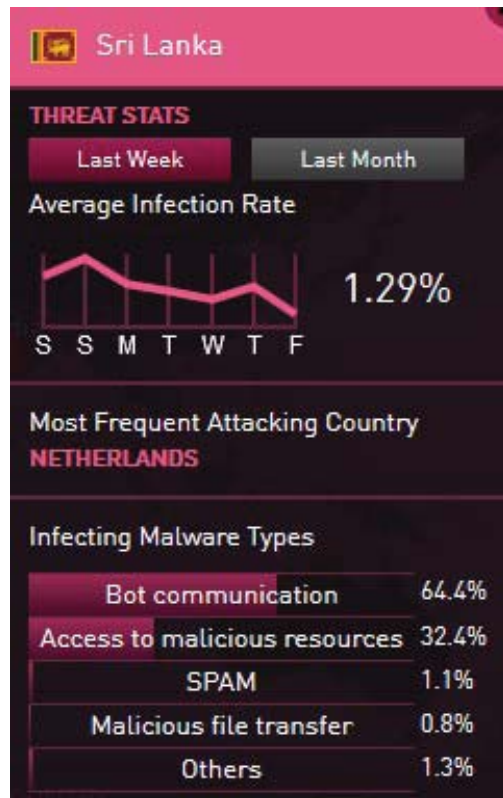 Sri Lanka
THREAT STATS
Last Week Last Month
Average Infection Rate
1.29%
S S M T W T F
Most Frequent Attacking Country
NETHERLANDS
Infecting Malware Types
Bot communication 64.4%
Access to malicious resources 32.4%
SPAM 1.1%
Malicious file transfer 0.8%
Others 1.3%